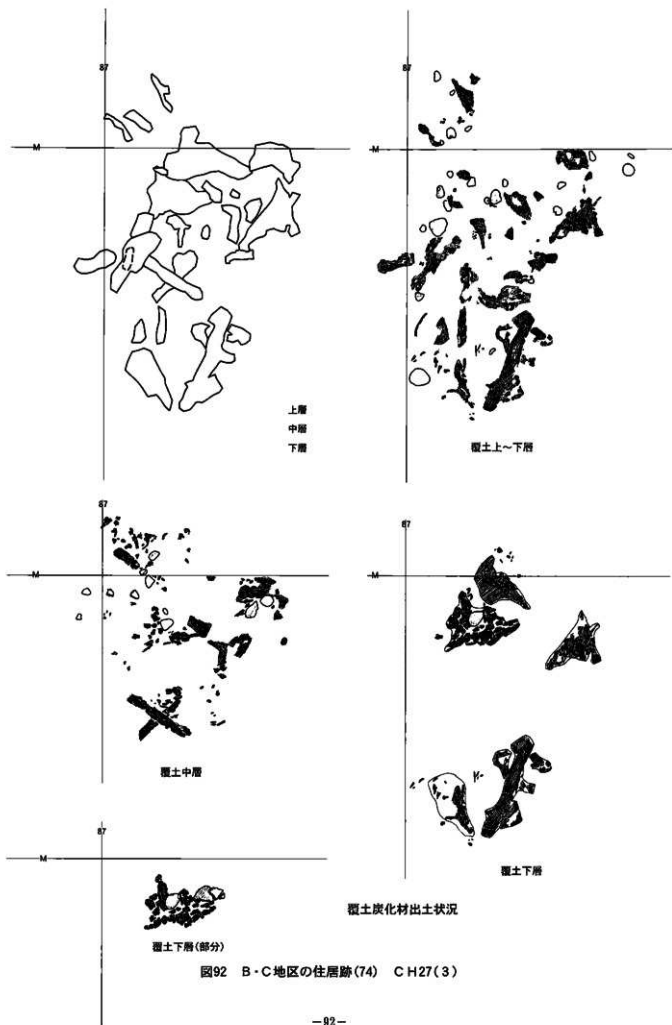 87
87
M
M
上層
中層
下層
覆土上～下層
87
87
M
M
覆土中層
覆土下層
87
M
覆土下層(部分)
覆土炭化材出土状況
図92 B・C地区の住居跡(74) CH27(3)
－92－